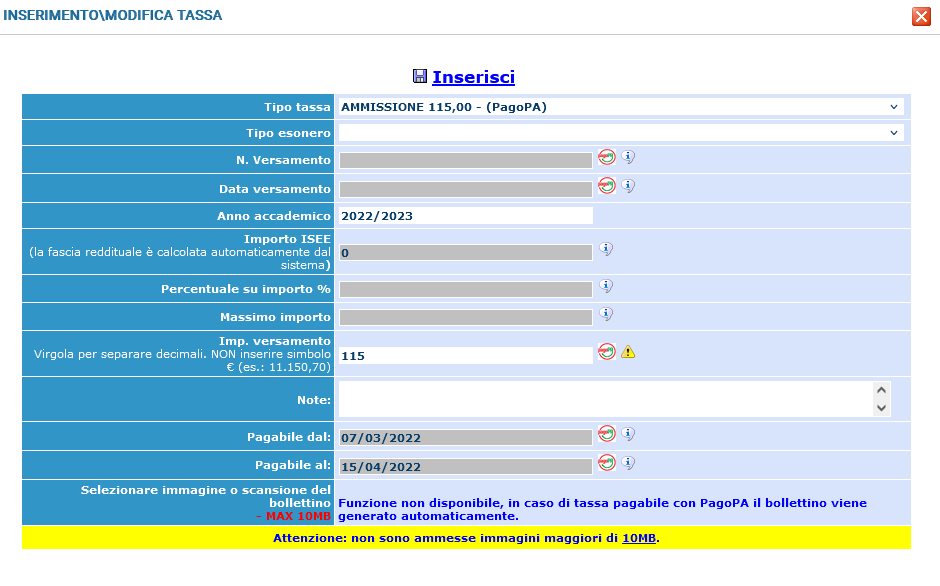 INSERIMENTO\MODIFICA TASSA
Inserisci
Tipo tassa AMMISSIONE 115,00 - (PagoPA)
Tipo esonero
N. Versamento
Data versamento
Anno accademico 2022/2023
Importo ISEE
(la fascia reddituale è calcolata automaticamente dal
sistema)
0
Percentuale su importo %
Massimo importo
Imp. versamento
Virgola per separare decimali. NON inserire simbolo
€ (es.: 11.150,70)
115
Note:
Pagabile dal: 07/03/2022
Pagabile al: 15/04/2022
Selezionare immagine o scansione del
bollettino
- MAX 10MB
Funzione non disponibile, in caso di tassa pagabile con PagoPA il bollettino viene
generato automaticamente.
Attenzione: non sono ammesse immagini maggiori di 10MB.